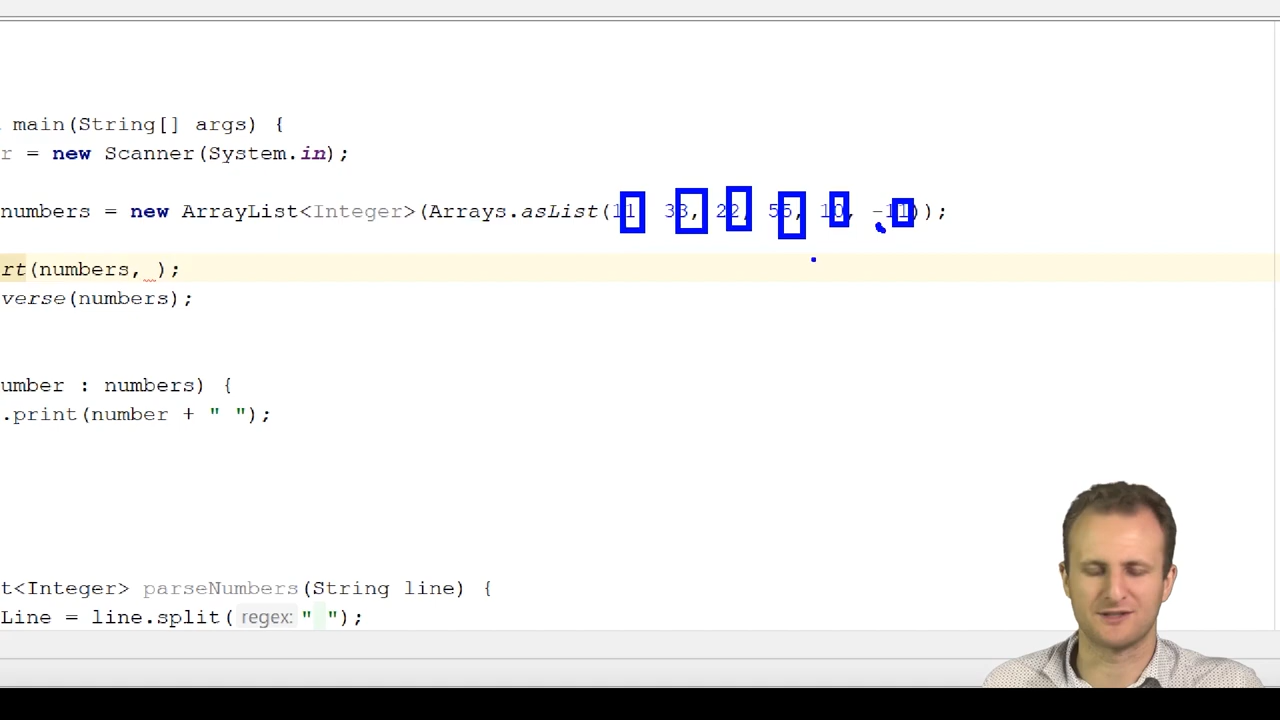 main(String[] args) {
r = new Scanner(System.in);
numbers = new ArrayList<Integer>(Arrays.asList(11 33, 22, 55, 10, -11));
rt(numbers, );
verse(numbers);
umber : numbers) {
.print(number + " ");
t<Integer> parseNumbers(String line) {
Line = line.split( regex: " ");